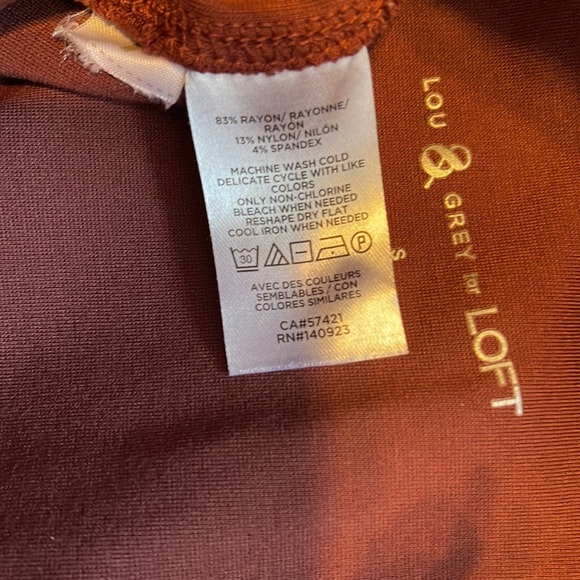 83% RAYON/ RAYONNE/
RAYÓN
13% NYLON/ NILÓN
4% SPANDEX
MACHINE WASH COLD
DELICATE CYCLE WITH LIKE
COLORS
ONLY NON-CHLORINE
BLEACH WHEN NEEDED
RESHAPE DRY FLAT
COOL IRON WHEN NEEDED
30 P
AVEC DES COULEURS
SEMBLABLES / CON
COLORES SIMILARES
CA#57421
RN#140923
S
LOU & GREY for LOFT